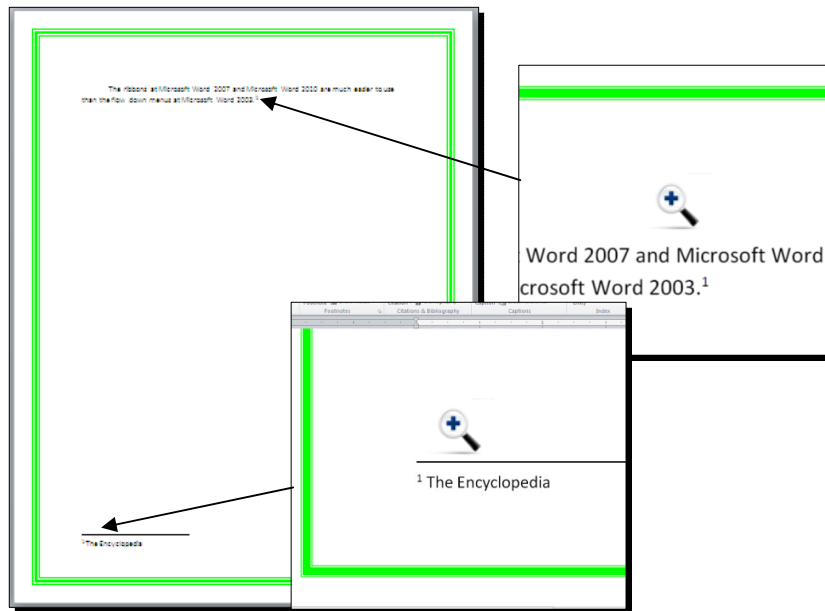 The ribbons at Microsoft Word 2007 and Microsoft Word 2010 are much easier to use
than the flow down menus at Microsoft Word 2003.1
Word 2007 and Microsoft Word
crosoft Word 2003.1
Footnotes Citations & Bibliography Captions Index
1 The Encyclopedia
1 The Encyclopedia